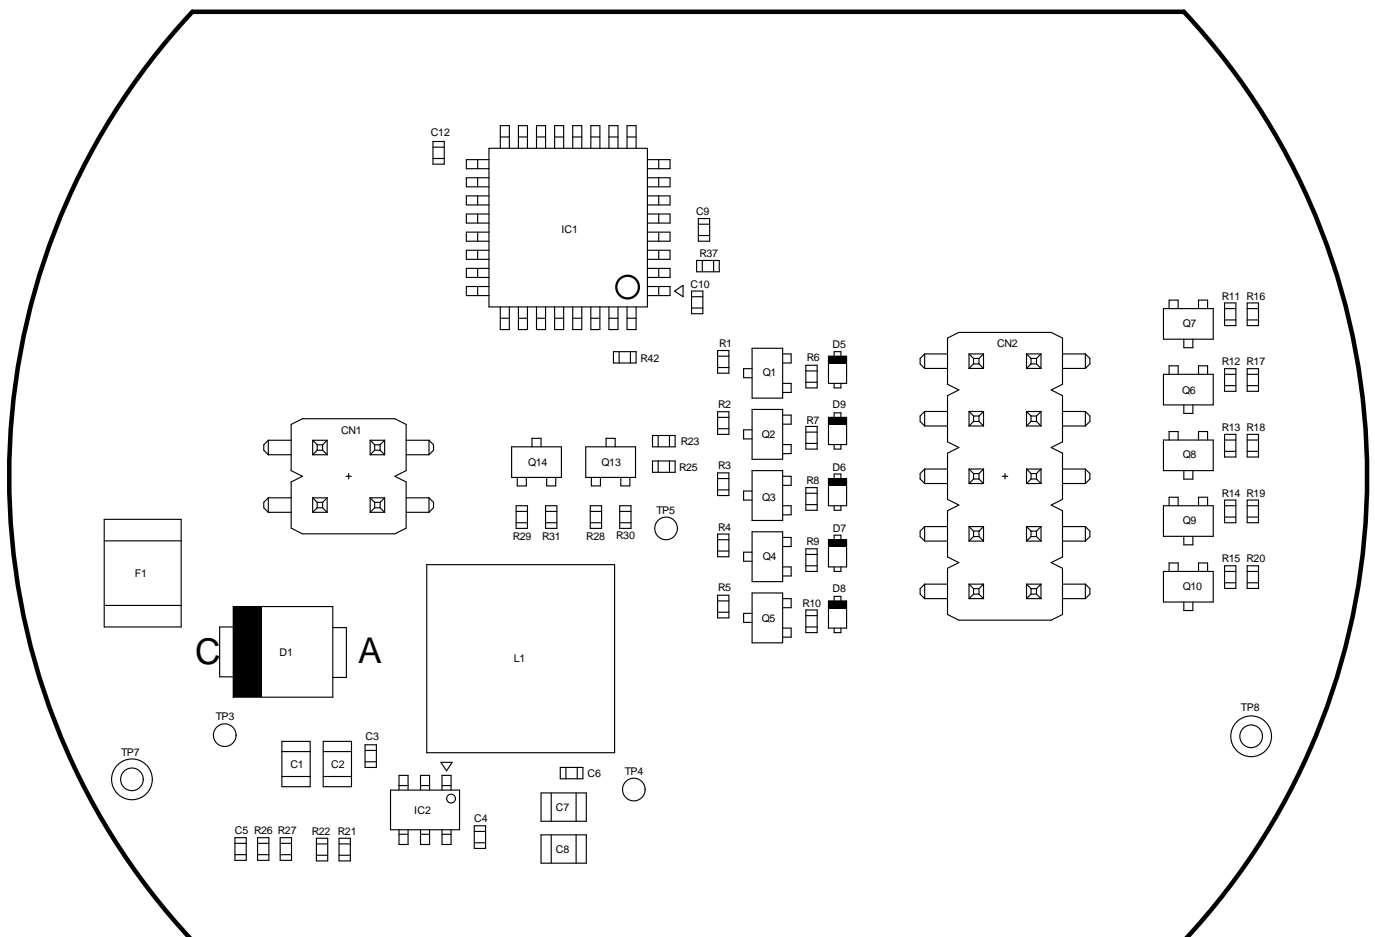 C12
IC1
C9
R37
C10
R42
R11 R16
Q7
R12 R17
Q6
R13 R18
Q8
R14 R19
Q9
R15 R20
Q10
R1
Q1
R6
D5
R2
Q2
R7
D9
R3
Q3
R8
D6
R4
Q4
R9
D7
R5
Q5
R10
D8
CN2
CN1
Q14
Q13
R23
R25
R29 R31 R28 R30
TP5
F1
C
D1
A
L1
TP3
TP7
C1
C2
C3
IC2
C4
C5 R26 R27 R22 R21
C6
C7
C8
TP4
TP8